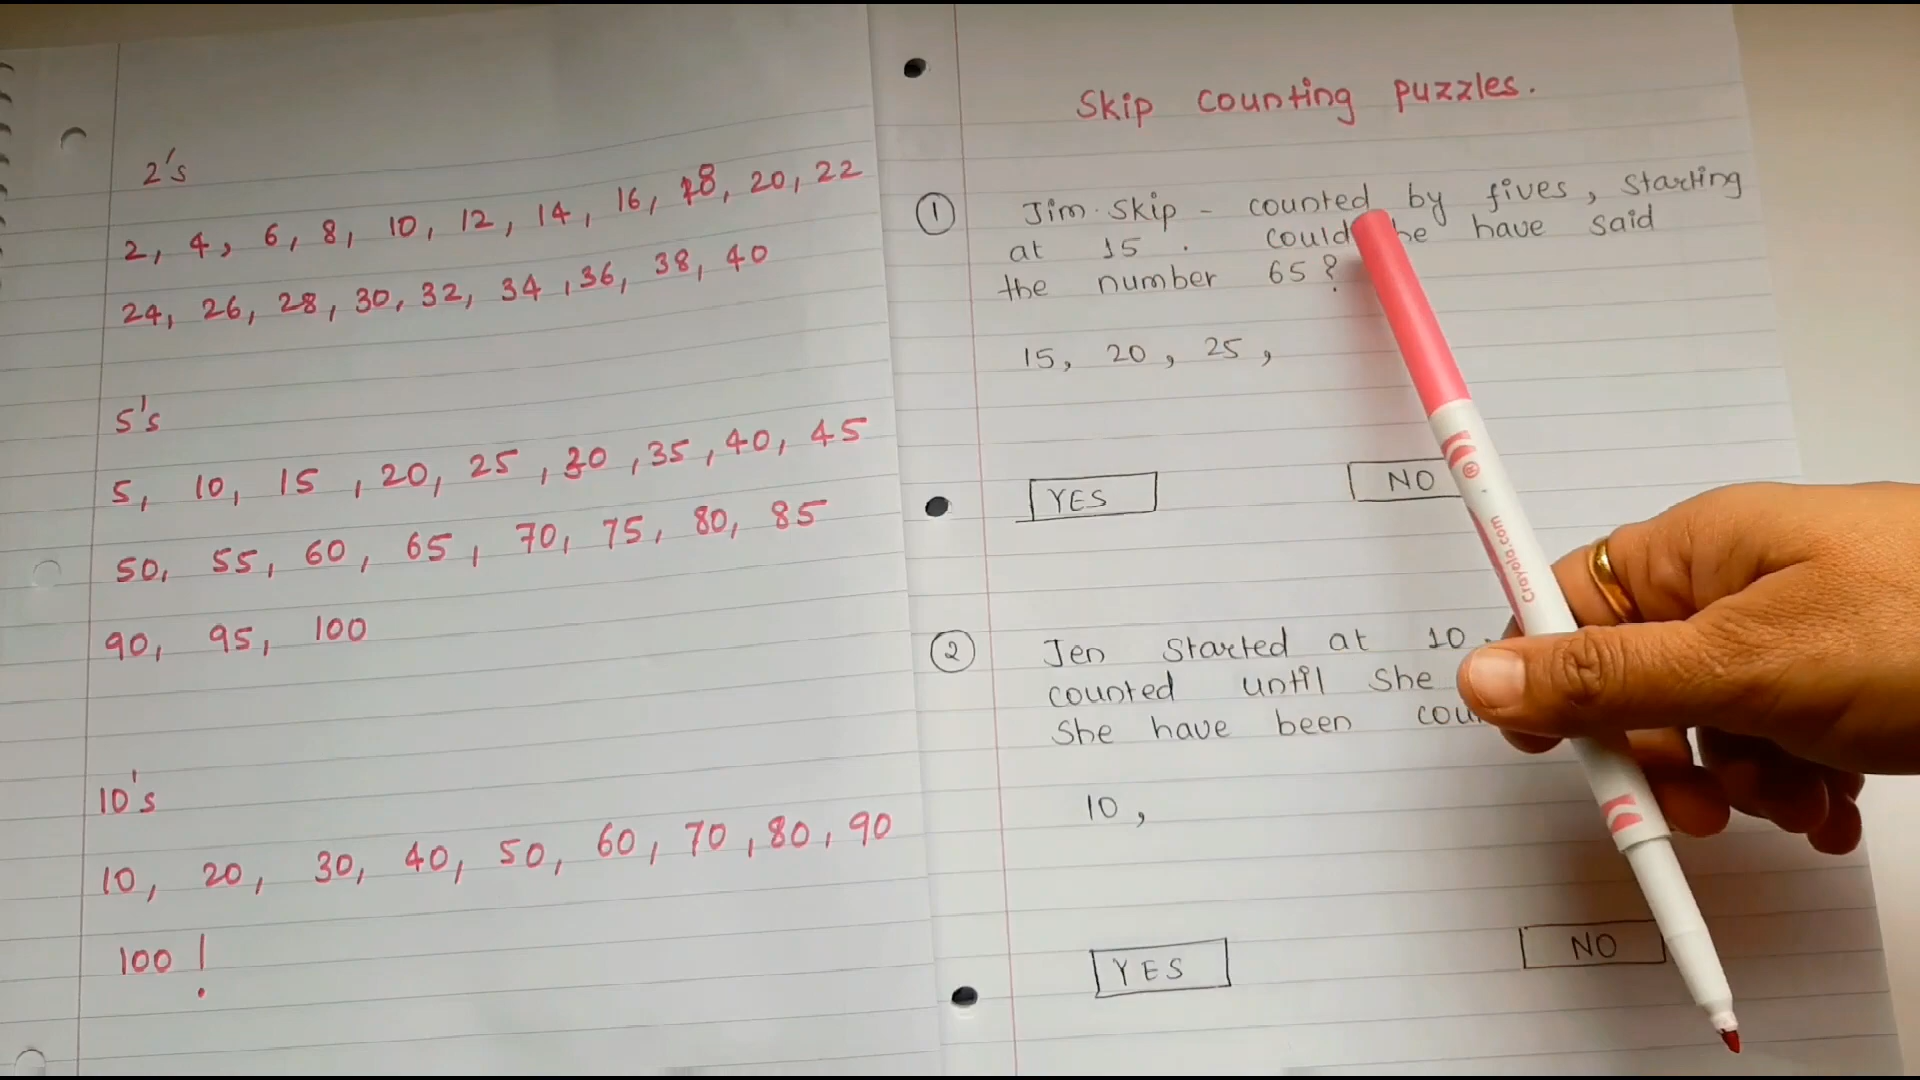 2's
2, 4, 6, 8, 10, 12, 14, 16, 18, 20, 22
24, 26, 28, 30, 32, 34, 36, 38, 40
5's
5, 10, 15, 20, 25, 30, 35, 40, 45
50, 55, 60, 65, 70, 75, 80, 85
90, 95, 100
10's
10, 20, 30, 40, 50, 60, 70, 80, 90
100!
Skip counting puzzles.
1 Jim Skip - counted by fives, starting
at 15. could he have said
the number 65?
15, 20, 25,
YES NO
2 Jen started at 10
counted until she
She have been
10,
YES NO
crayola.com